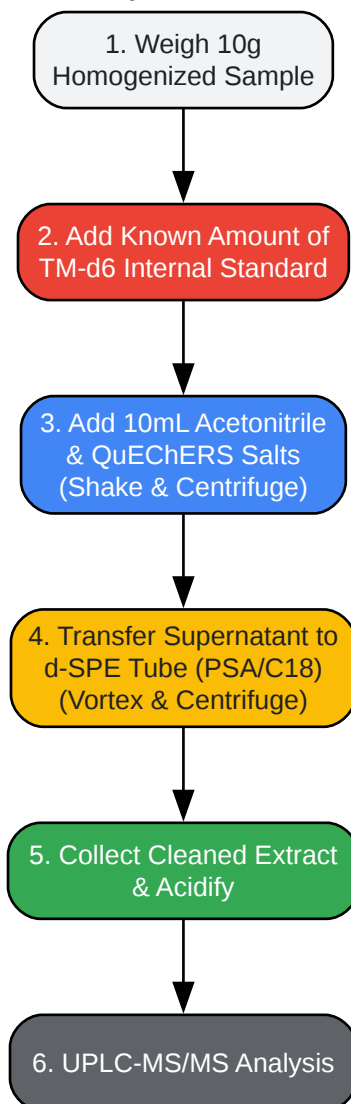 1. Weigh 10g
Homogenized Sample
2. Add Known Amount of
TM-d6 Internal Standard
3. Add 10mL Acetonitrile
& QuEChERS Salts
(Shake & Centrifuge)
4. Transfer Supernatant to
d-SPE Tube (PSA/C18)
(Vortex & Centrifuge)
5. Collect Cleaned Extract
& Acidify
6. UPLC-MS/MS Analysis